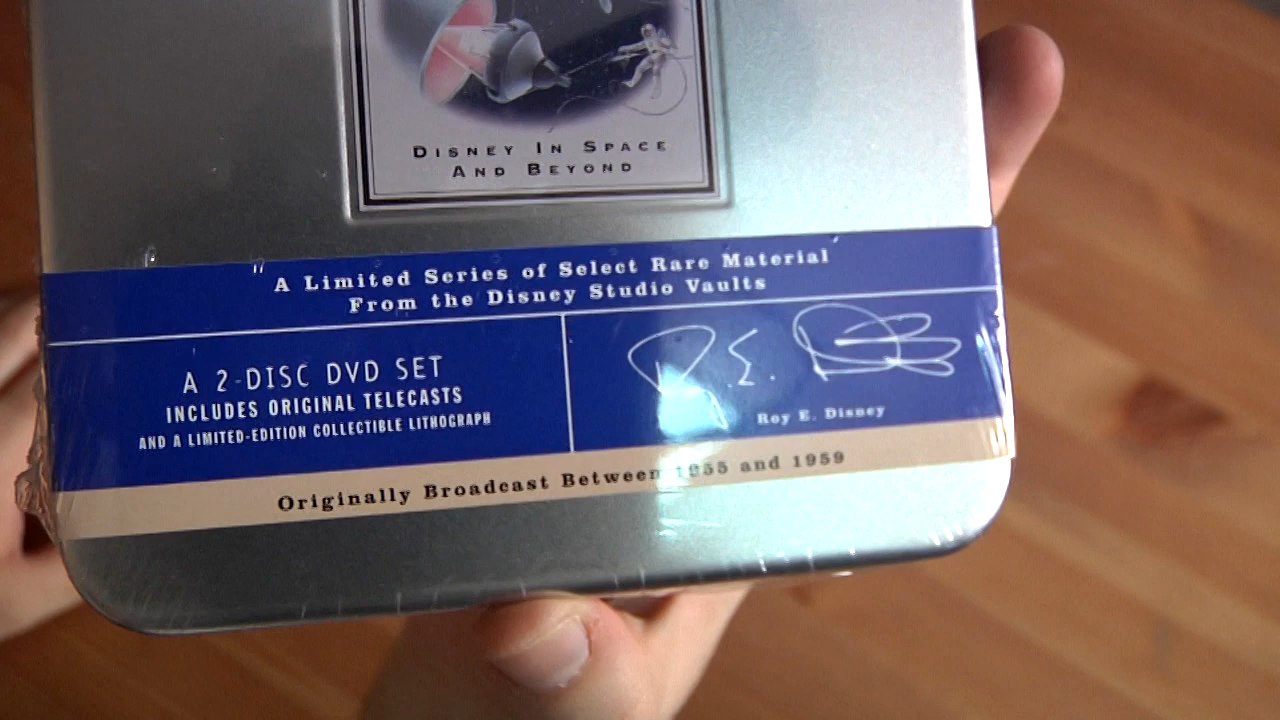 DISNEY IN SPACE
AND BEYOND
A Limited Series of Select Rare Material
From the Disney Studio Vaults
A 2-DISC DVD SET
INCLUDES ORIGINAL TELECASTS
AND A LIMITED-EDITION COLLECTIBLE LITHOGRAPH
Roy E. Disney
Originally Broadcast Between 1955 and 1959